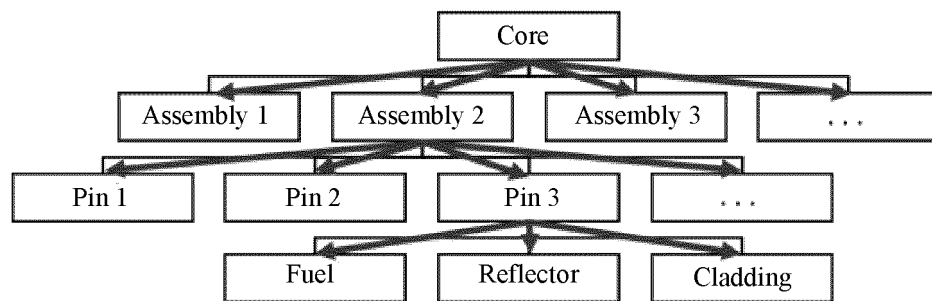 Core
Assembly 1 Assembly 2 Assembly 3 ...
Pin 1 Pin 2 Pin 3 ...
Fuel Reflector Cladding